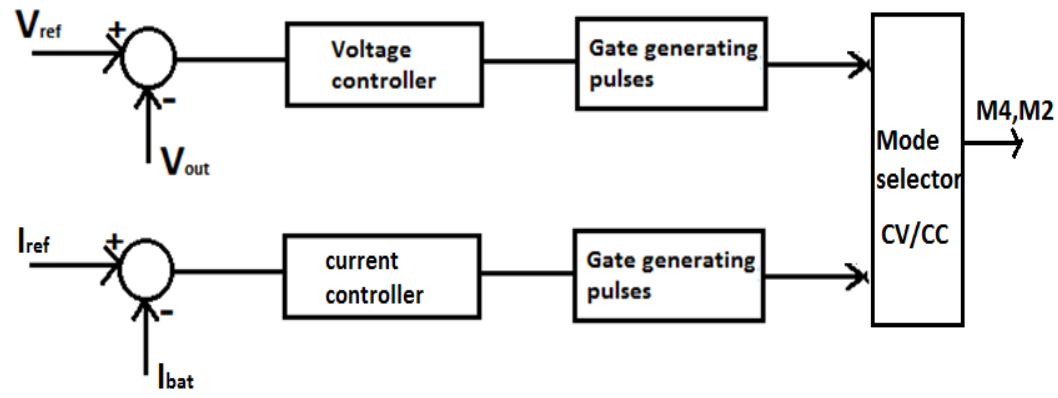 Vref
+
-
Vout
Voltage
controller
Gate generating
pulses
Iref
+
-
Ibat
current
controller
Gate generating
pulses
Mode
selector
CV/CC
M4,M2